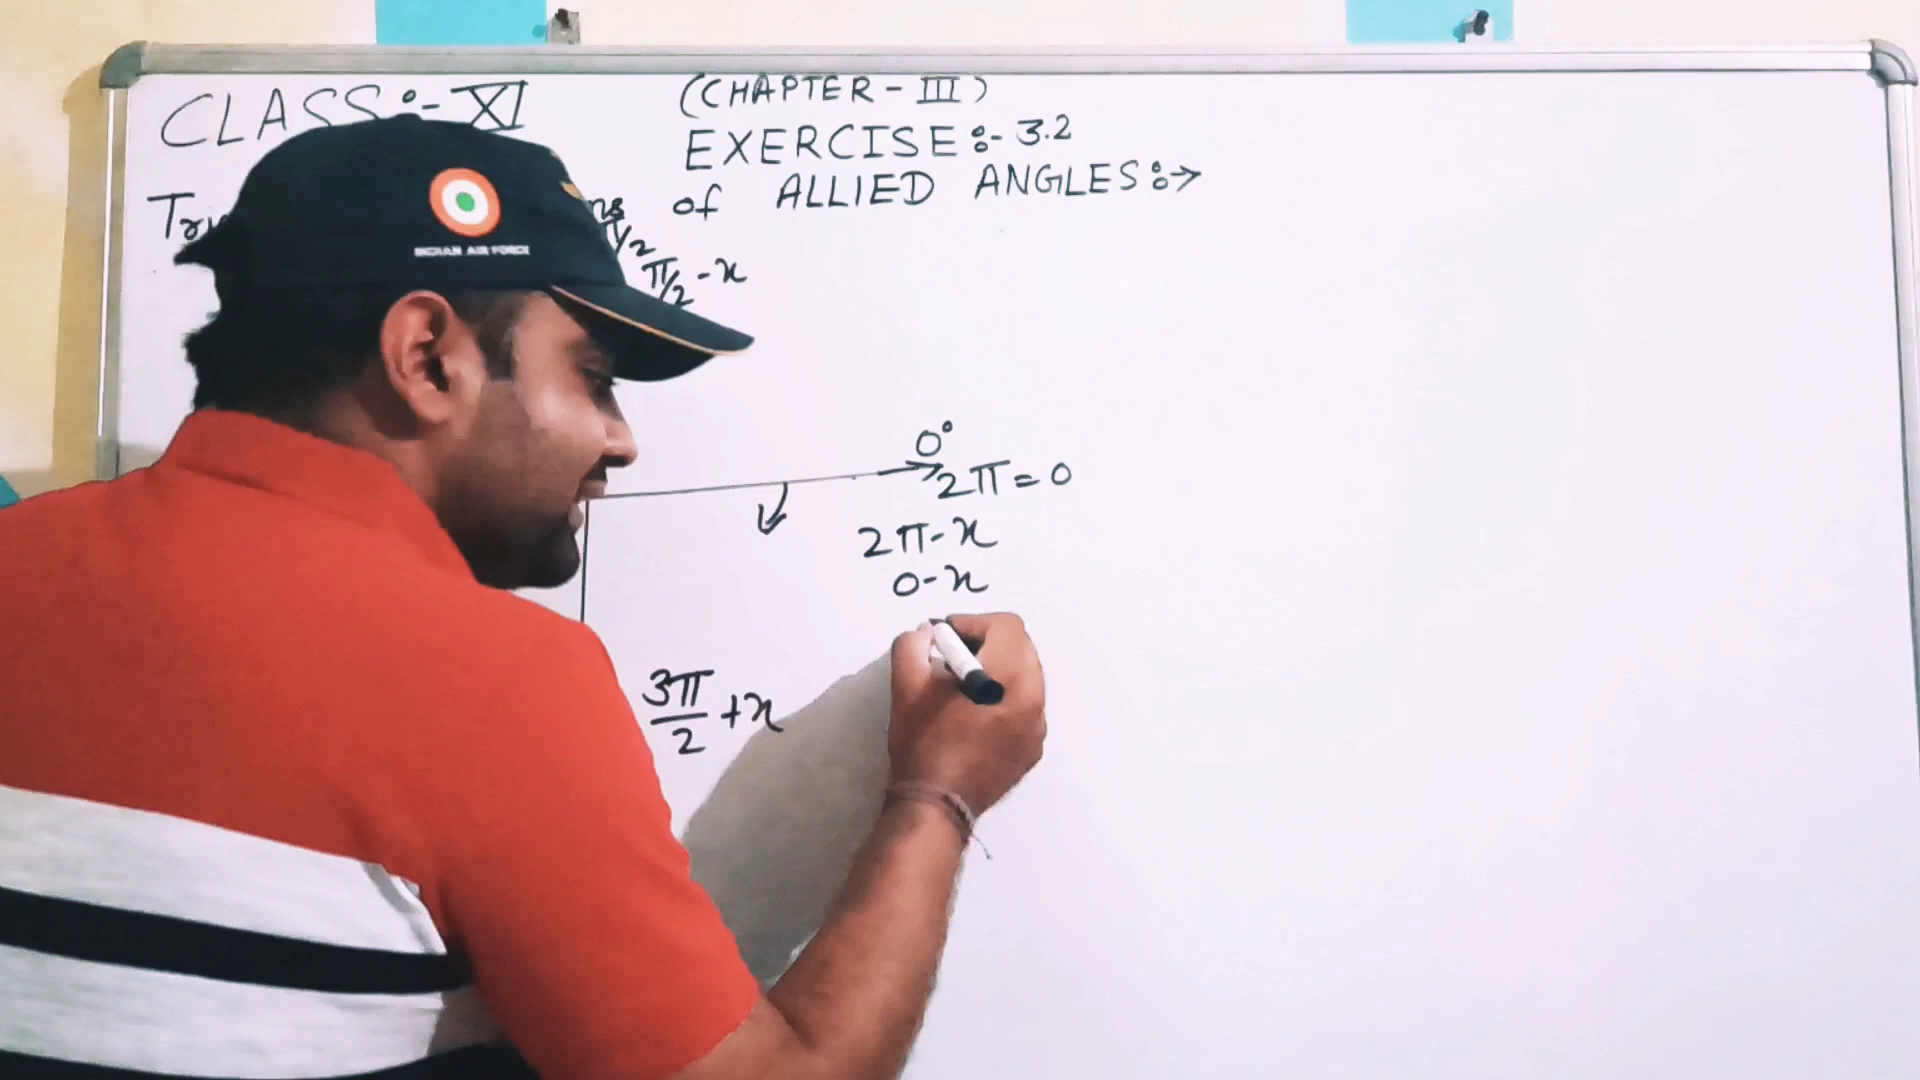 CLASS:- XI
(CHAPTER - III)
EXERCISE:- 3.2
of ALLIED ANGLES:→
π/2 - x
INDIAN AIR FORCE
0°
2π = 0
2π - x
0 - x
3π/2 + x